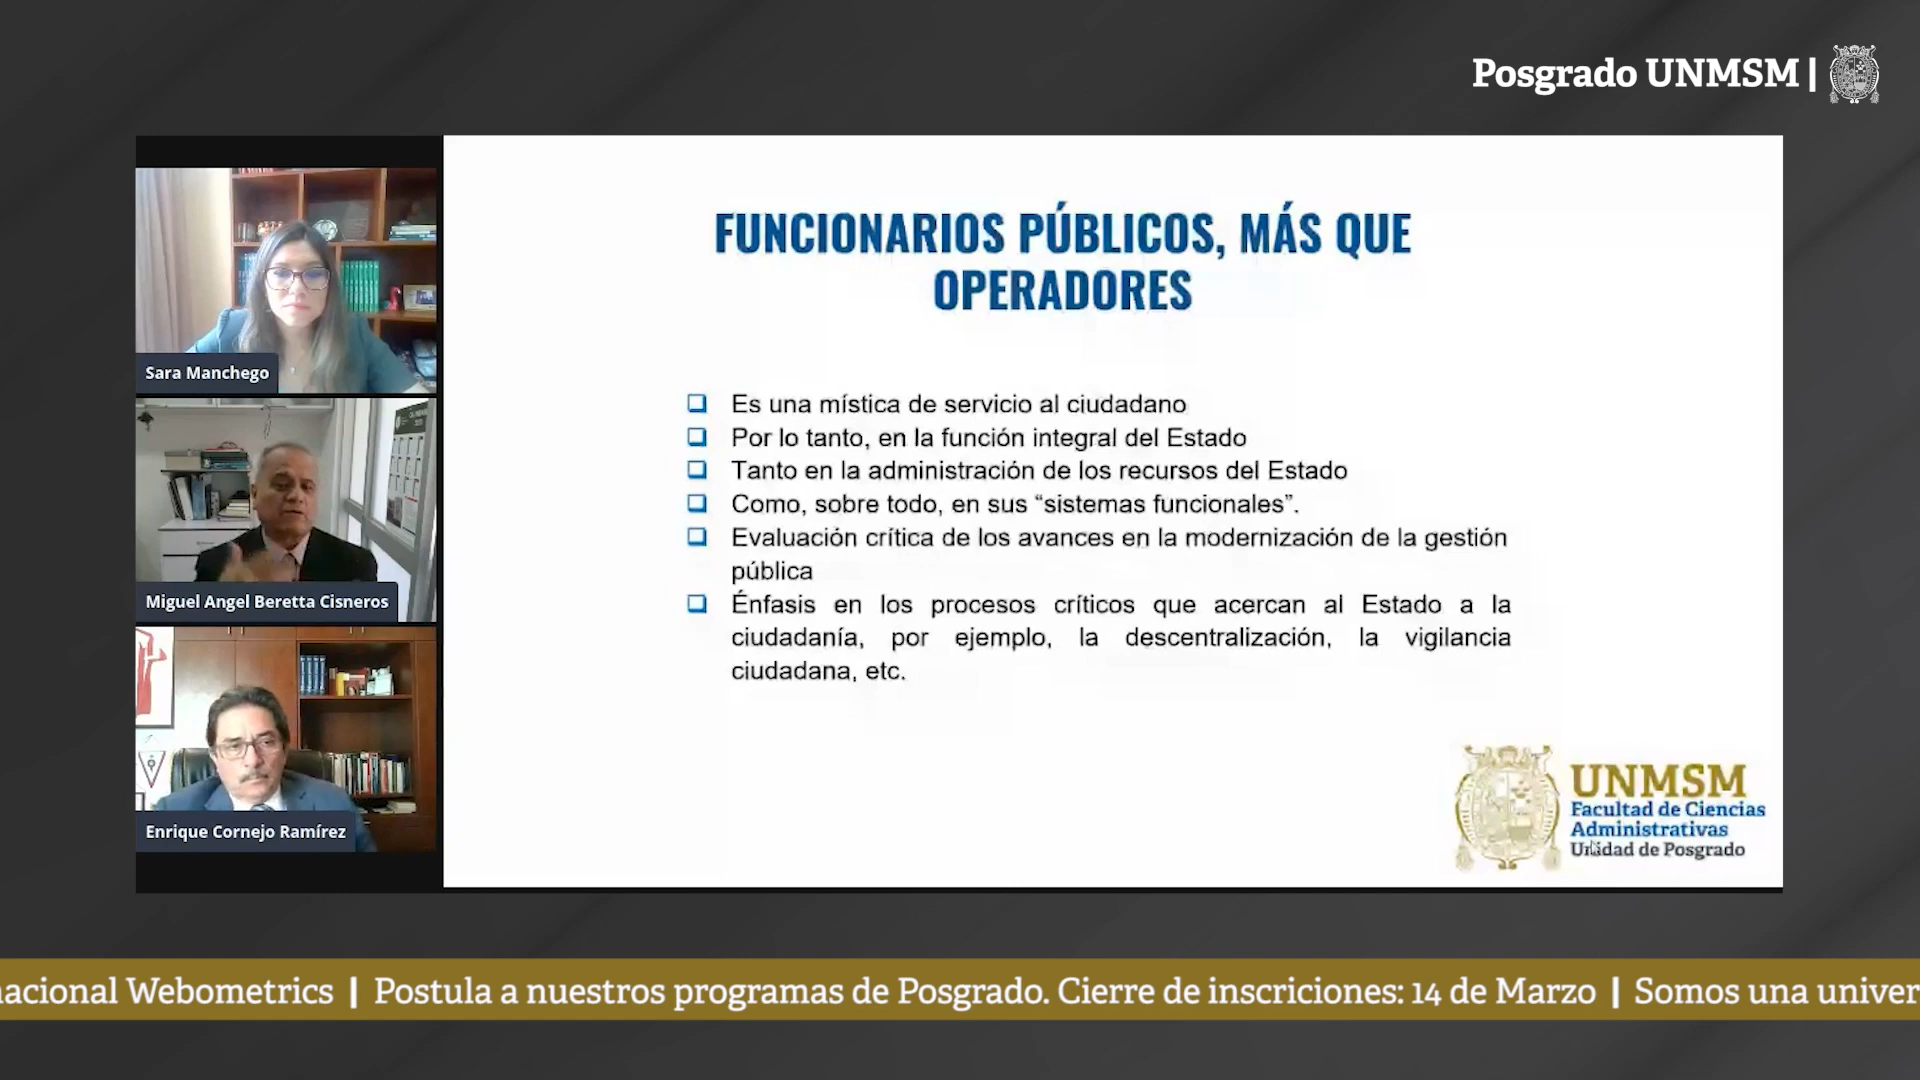 Posgrado UNMSM |
FUNCIONARIOS PÚBLICOS, MÁS QUE
OPERADORES
Es una mística de servicio al ciudadano
Por lo tanto, en la función integral del Estado
Tanto en la administración de los recursos del Estado
Como, sobre todo, en sus “sistemas funcionales”.
Evaluación crítica de los avances en la modernización de la gestión
pública
Énfasis en los procesos críticos que acercan al Estado a la
ciudadanía, por ejemplo, la descentralización, la vigilancia
ciudadana, etc.
Sara Manchego
Miguel Angel Beretta Cisneros
Enrique Cornejo Ramírez
UNMSM
Facultad de Ciencias
Administrativas
Unidad de Posgrado
nacional Webometrics | Postula a nuestros programas de Posgrado. Cierre de inscriciones: 14 de Marzo | Somos una univer